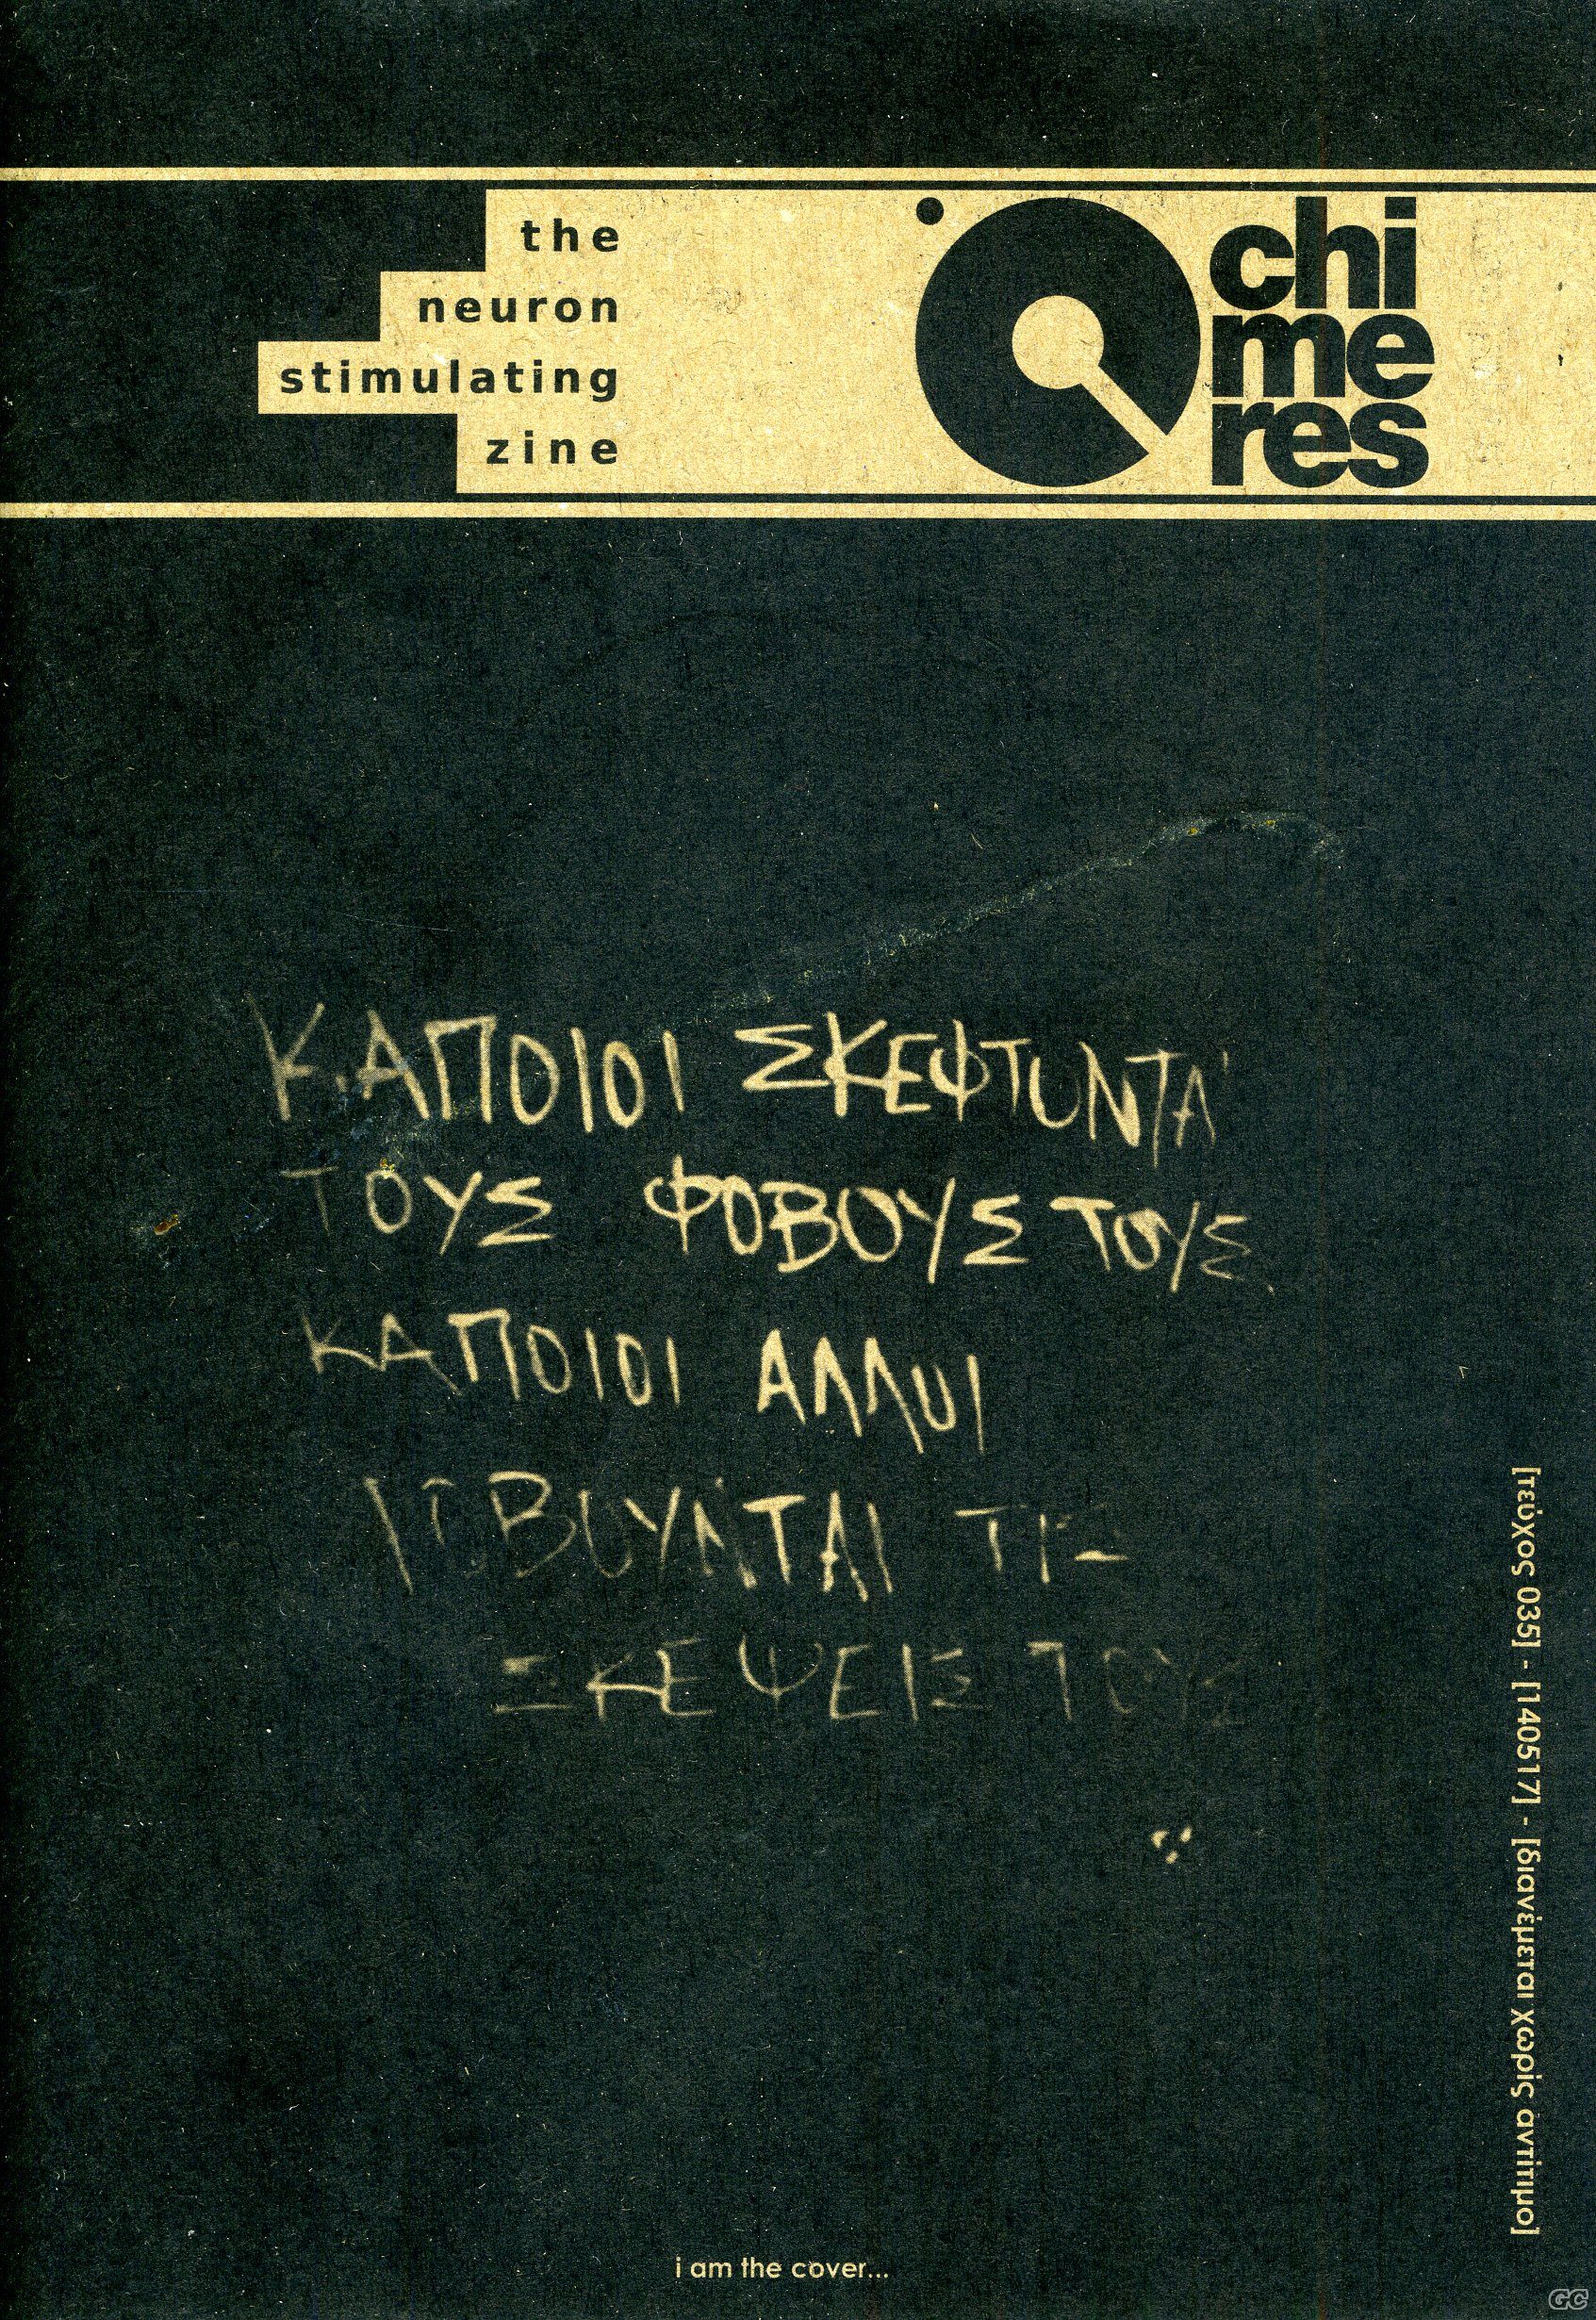 the
neuron
stimulating
zine
chi
me
res
ΚΑΠΟΙΟΙ ΣΚΕΦΤΟΝΤΑΙ
ΤΟΥΣ ΦΟΒΟΥΣ ΤΟΥΣ.
ΚΑΠΟΙΟΙ ΑΛΛΟΙ
ΤΙΣ
ΣΚΕΨΕΙΣ ΤΟΥΣ
[τεύχος 035] - [140517] - [διανέμεται χωρίς αντίτιμο]
i am the cover...
GC